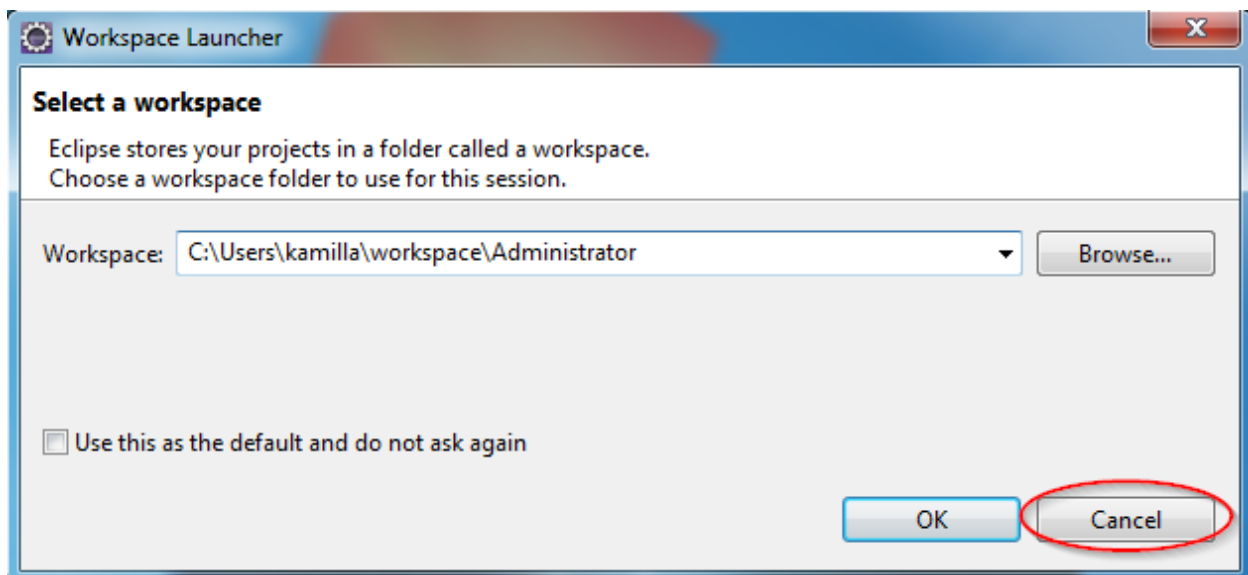 Workspace Launcher
X
Select a workspace
Eclipse stores your projects in a folder called a workspace.
Choose a workspace folder to use for this session.
Workspace: C:\Users\kamilla\workspace\Administrator Browse...
Use this as the default and do not ask again
OK Cancel